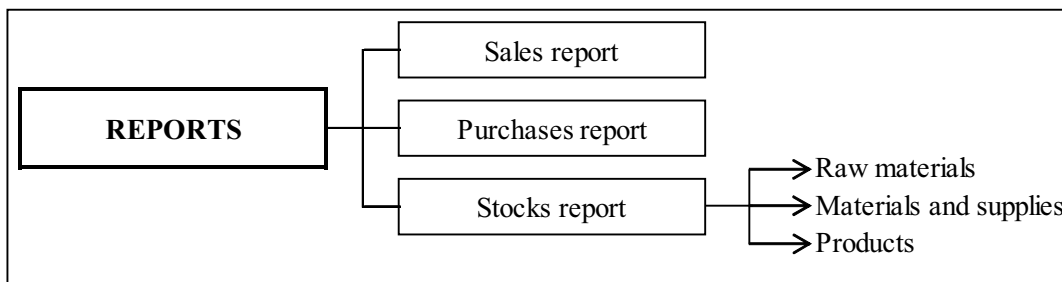 REPORTS
Sales report
Purchases report
Stocks report
Raw materials
Materials and supplies
Products